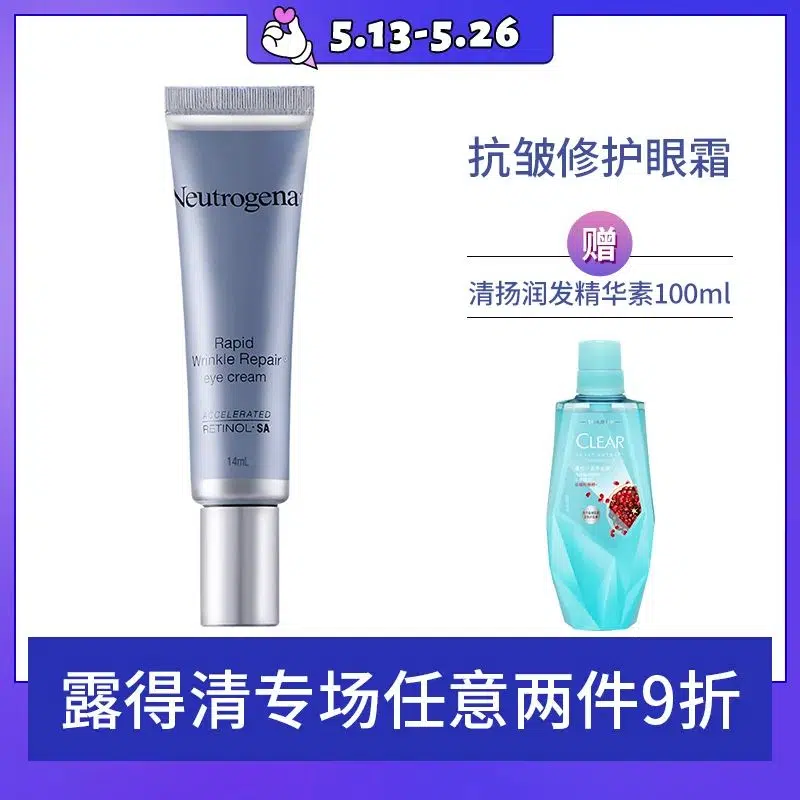 5.13-5.26
Neutrogena
Rapid
Wrinkle Repair®
eye cream
ACCELERATED
RETINOL·SA
14mL
抗皱修护眼霜
赠
清扬润发精华素100ml
CLEAR
露得清专场任意两件9折